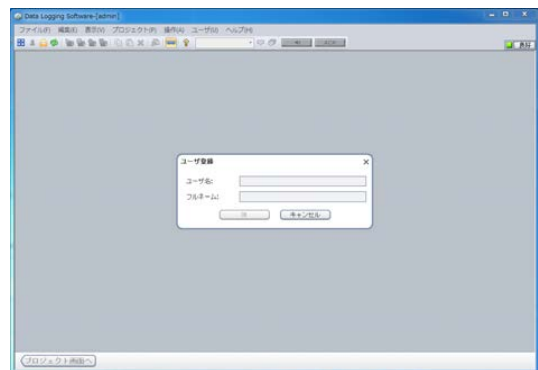 Data Logging Software-[admin]
ファイル(F) 編集(E) 表示(V) プロジェクト(P) 操作(A) ユーザ(U) ヘルプ(H)
良好
ユーザ登録
ユーザ名:
フルネーム:
キャンセル
プロジェクト画面へ